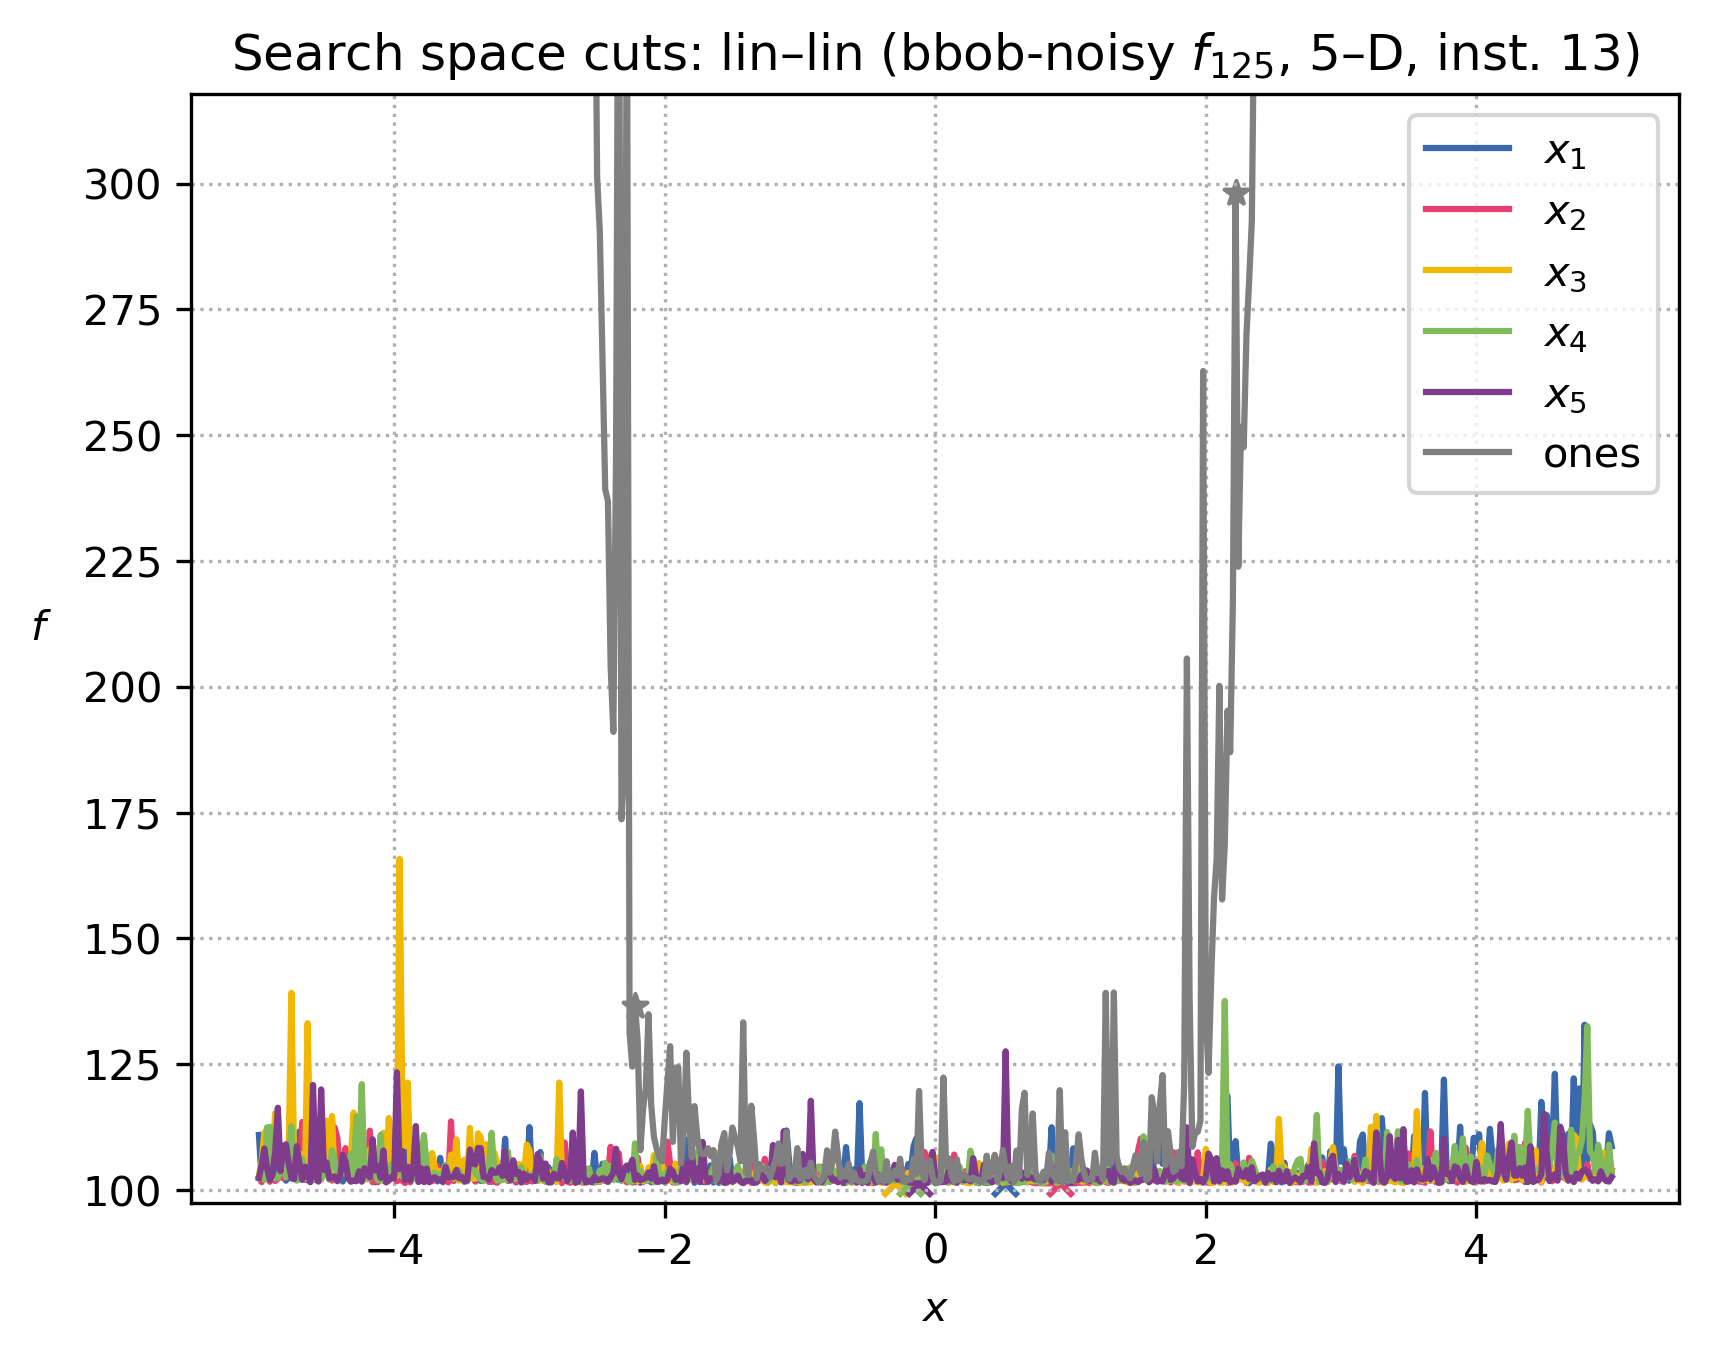 Search space cuts: lin–lin (bbob-noisy f₁₂₅, 5–D, inst. 13)
300
275
250
225
200
175
150
125
100
f
−4
−2
0
2
4
x
x₁
x₂
x₃
x₄
x₅
ones